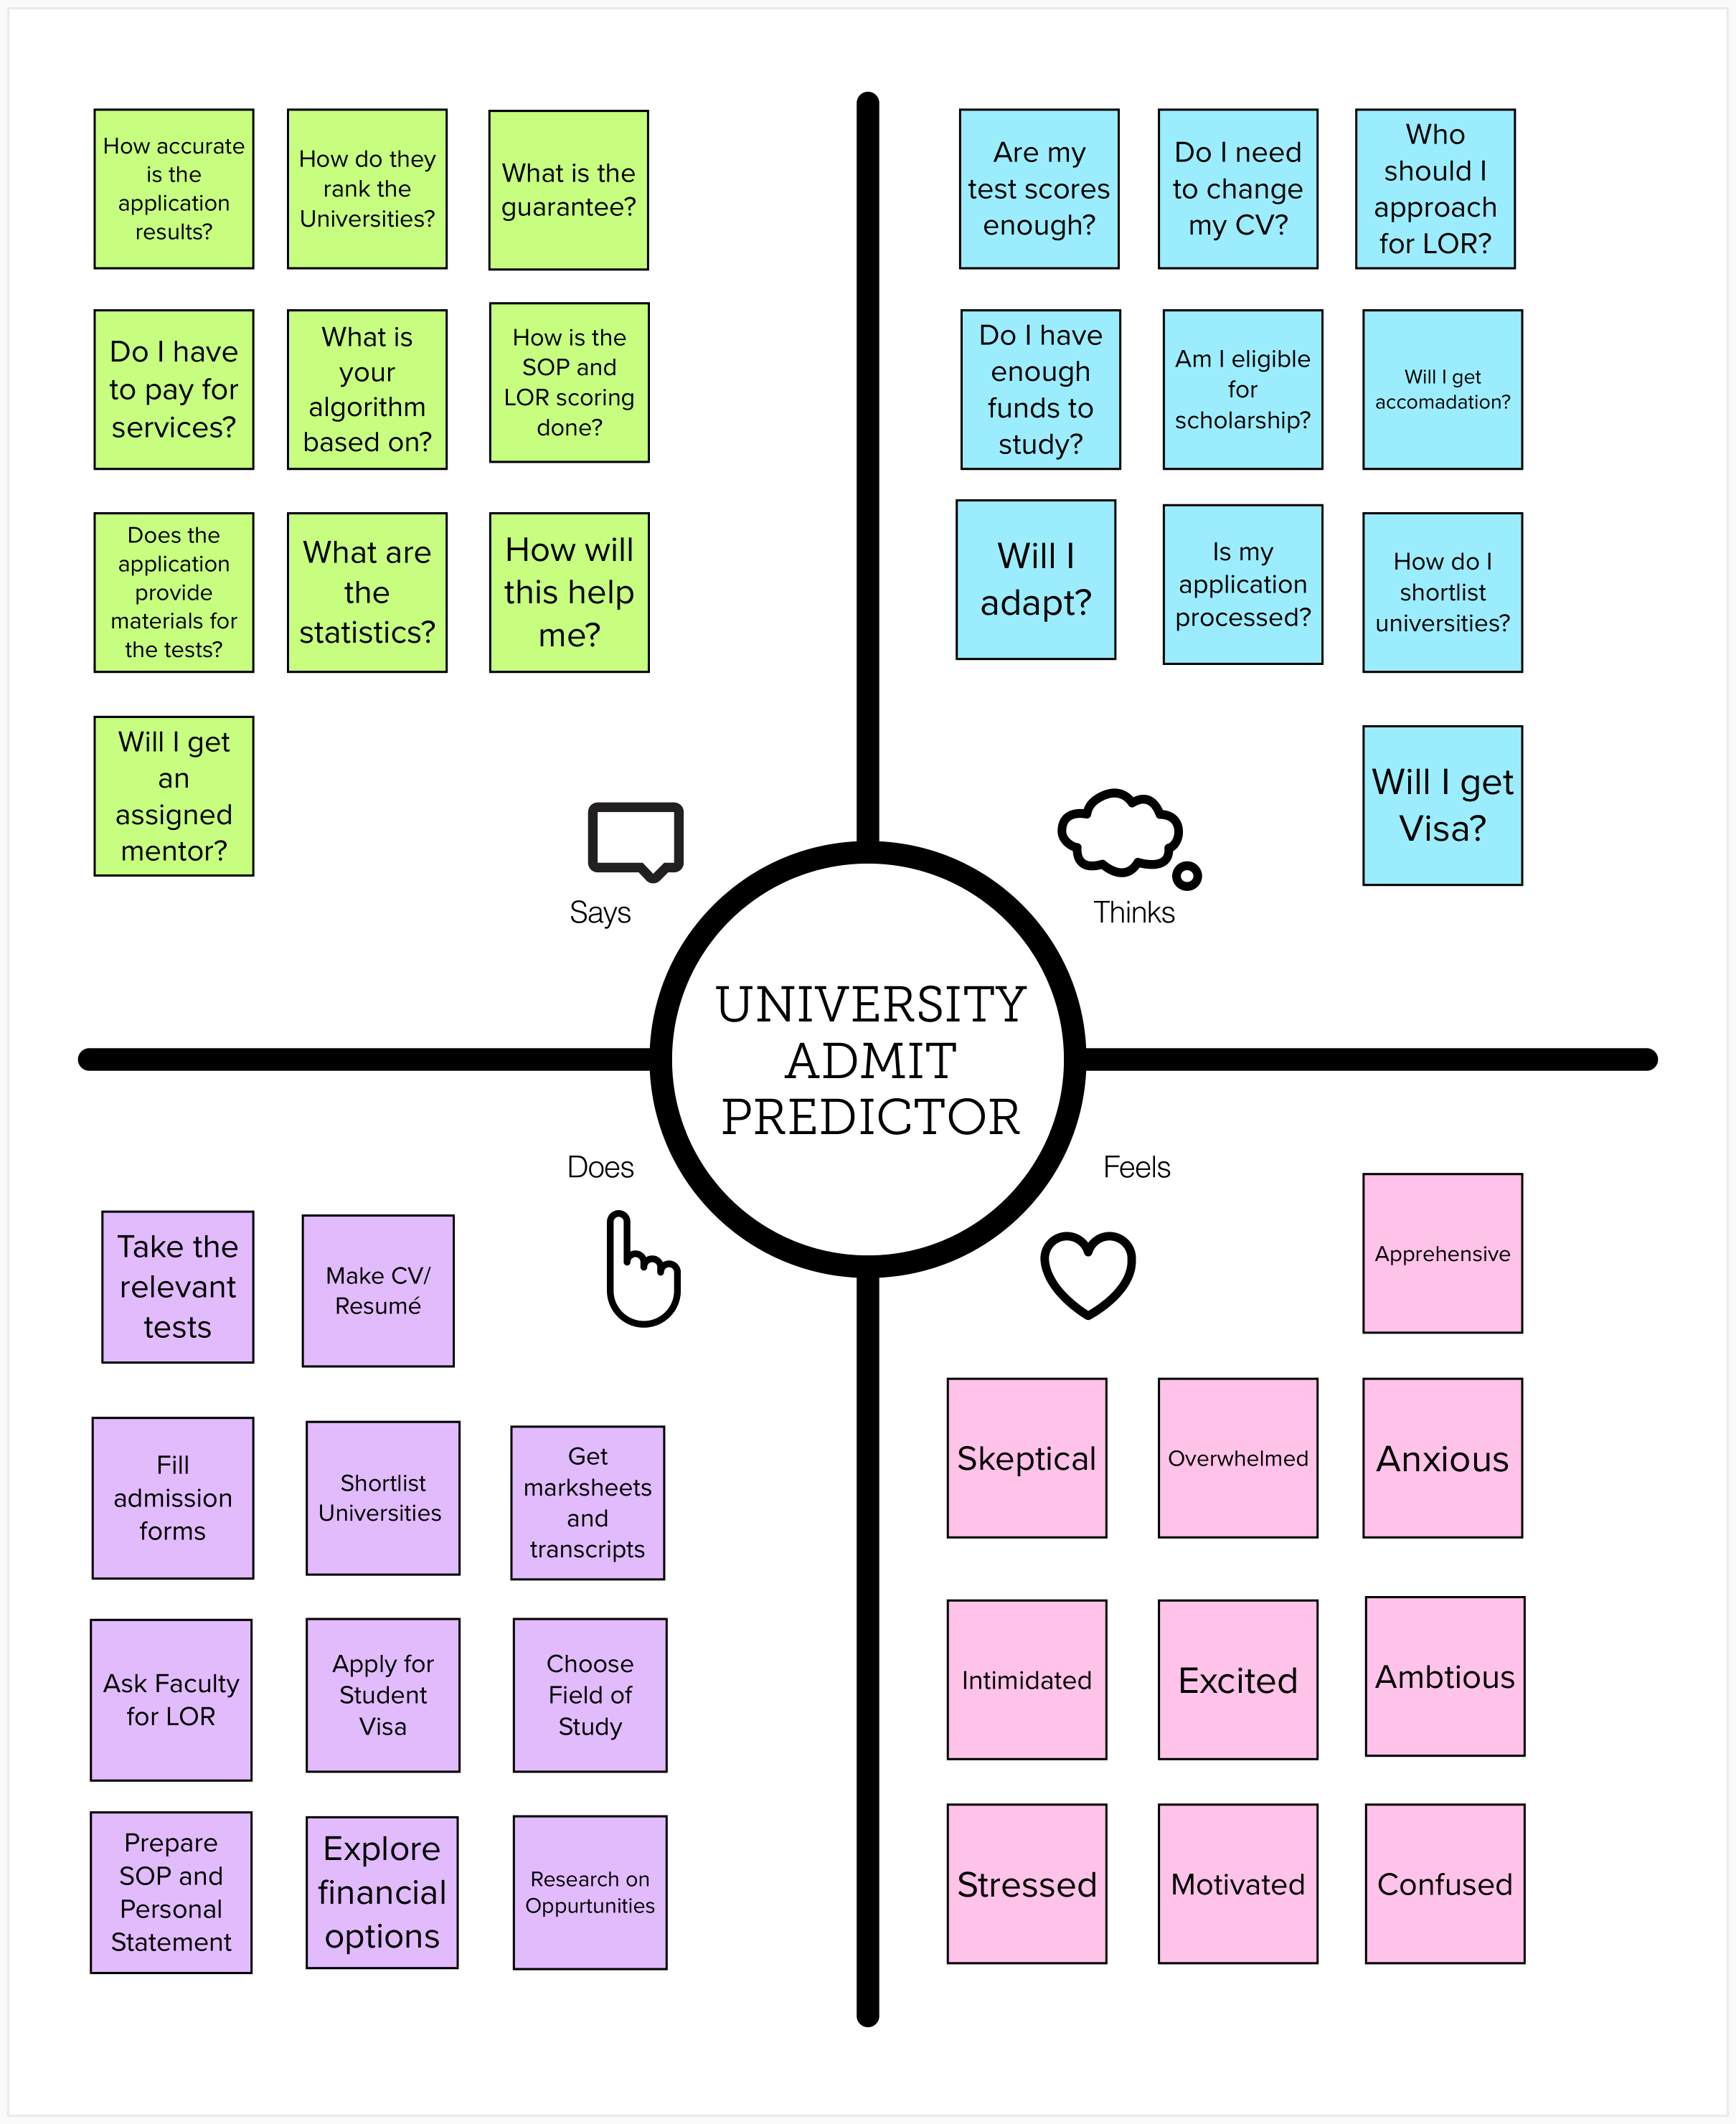 How accurate
is the
application
results?
How do they
rank the
Universities?
What is the
guarantee?
Do I have
to pay for
services?
What is
your
algorithm
based on?
How is the
SOP and
LOR scoring
done?
Does the
application
provide
materials for
the tests?
What are
the
statistics?
How will
this help
me?
Will I get
an
assigned
mentor?
Says
Are my
test scores
enough?
Do I need
to change
my CV?
Who
should I
approach
for LOR?
Do I have
enough
funds to
study?
Am I eligible
for
scholarship?
Will I get
accomadation?
Will I
adapt?
Is my
application
processed?
How do I
shortlist
universities?
Will I get
Visa?
Thinks
UNIVERSITY
ADMIT
PREDICTOR
Does
Take the
relevant
tests
Make CV/
Resumé
Fill
admission
forms
Shortlist
Universities
Get
marksheets
and
transcripts
Ask Faculty
for LOR
Apply for
Student
Visa
Choose
Field of
Study
Prepare
SOP and
Personal
Statement
Explore
financial
options
Research on
Oppurtunities
Feels
Apprehensive
Skeptical
Overwhelmed
Anxious
Intimidated
Excited
Ambtious
Stressed
Motivated
Confused